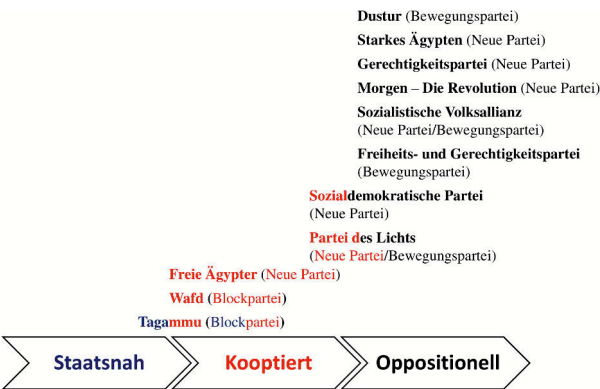 Dustur (Bewegungspartei)
Starkes Ägypten (Neue Partei)
Gerechtigkeitspartei (Neue Partei)
Morgen – Die Revolution (Neue Partei)
Sozialistische Volksallianz
(Neue Partei/Bewegungspartei)
Freiheits- und Gerechtigkeitspartei
(Bewegungspartei)
Sozialdemokratische Partei
(Neue Partei)
Partei des Lichts
(Neue Partei/Bewegungspartei)
Freie Ägypter (Neue Partei)
Wafd (Blockpartei)
Tagammu (Blockpartei)
Staatsnah
Kooptiert
Oppositionell